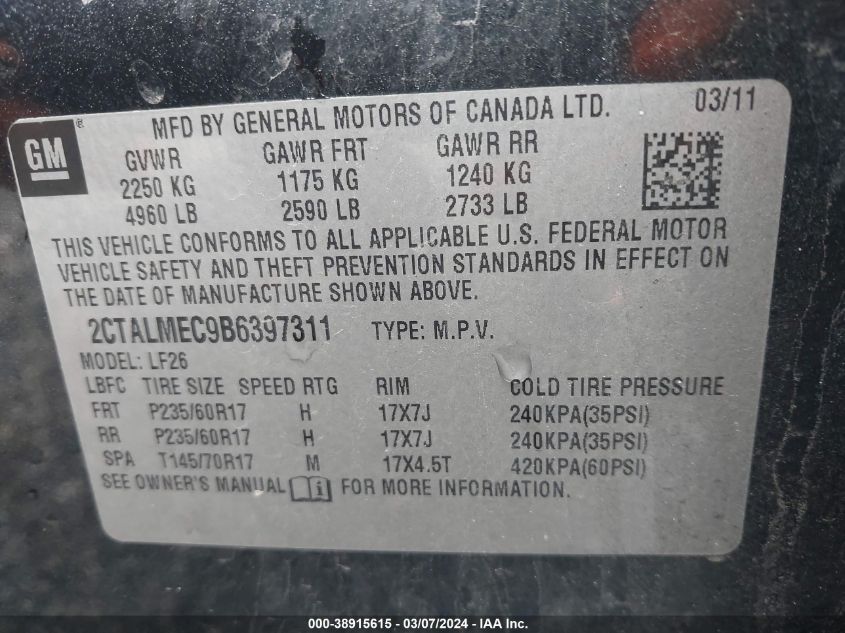 MFD BY GENERAL MOTORS OF CANADA LTD. 03/11
GM®
GVWR GAWR FRT GAWR RR
2250 KG 1175 KG 1240 KG
4960 LB 2590 LB 2733 LB
THIS VEHICLE CONFORMS TO ALL APPLICABLE U.S. FEDERAL MOTOR
VEHICLE SAFETY AND THEFT PREVENTION STANDARDS IN EFFECT ON
THE DATE OF MANUFACTURE SHOWN ABOVE.
2CTALMEC9B6397311 TYPE: M.P.V.
MODEL: LF26
LBFC TIRE SIZE SPEED RTG RIM COLD TIRE PRESSURE
FRT P235/60R17 H 17X7J 240KPA(35PSI)
RR P235/60R17 H 17X7J 240KPA(35PSI)
SPA T145/70R17 M 17X4.5T 420KPA(60PSI)
SEE OWNER'S MANUAL i FOR MORE INFORMATION.
000-38915615 - 03/07/2024 - IAA Inc.